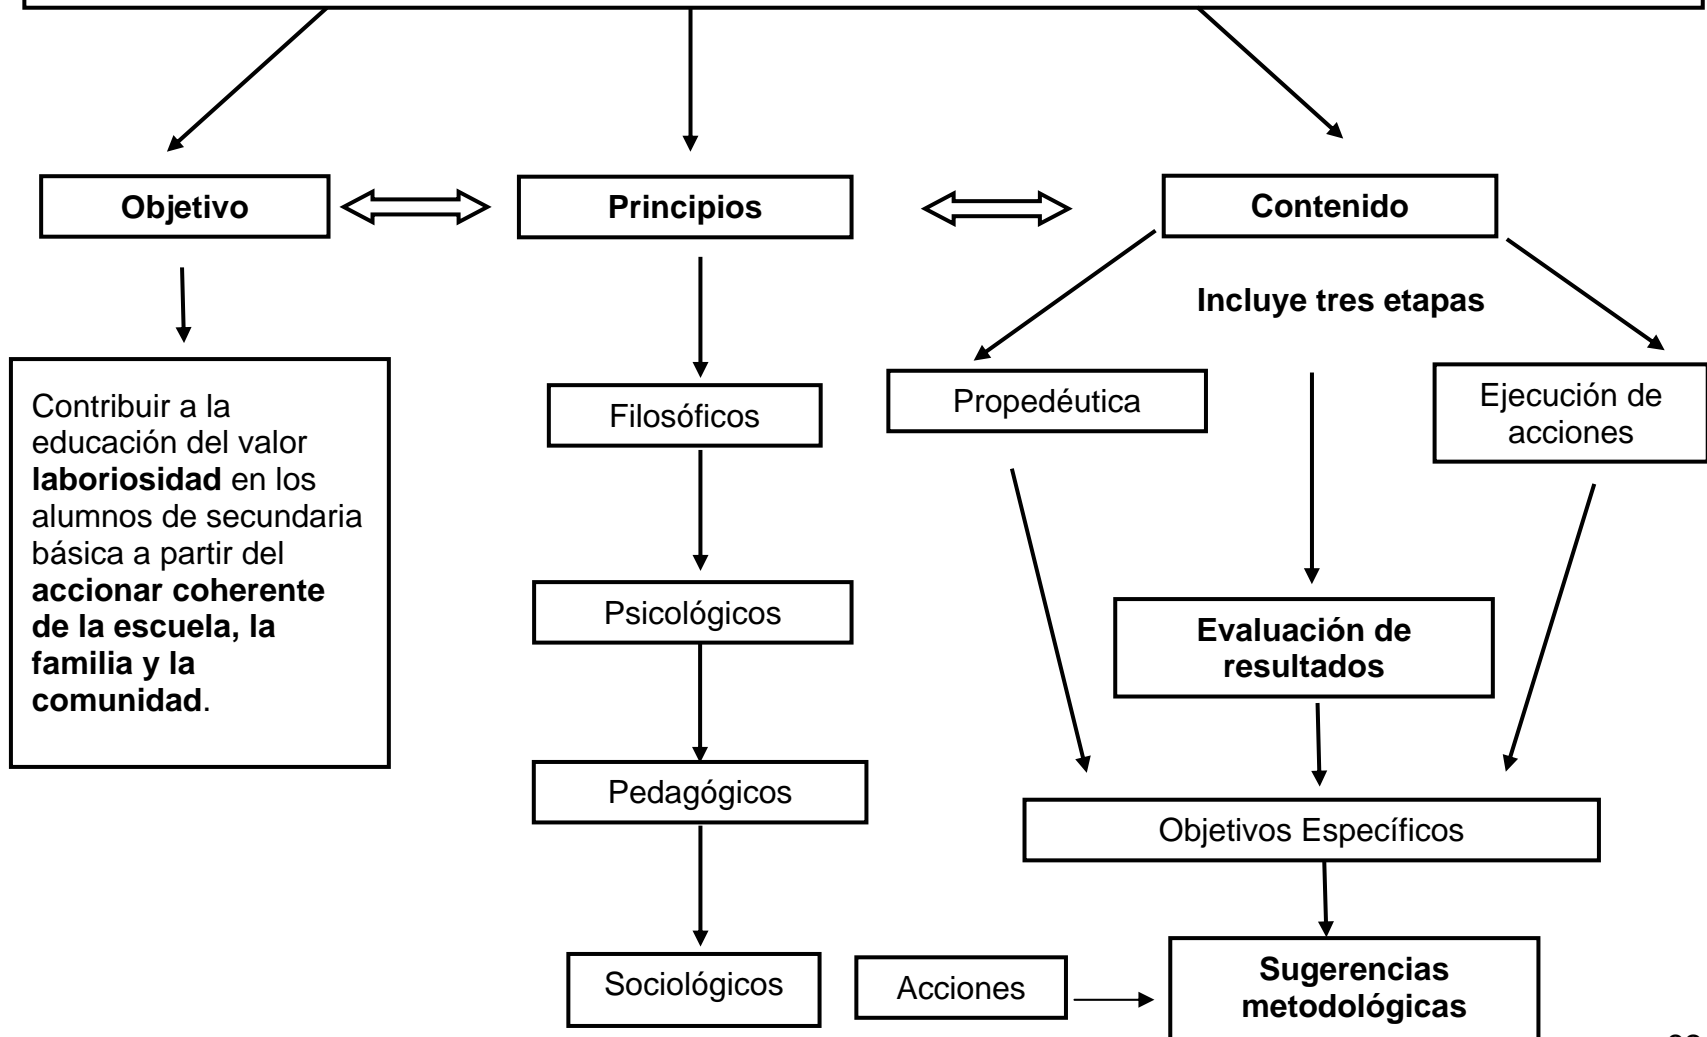 Objetivo
Principios
Contenido
Incluye tres etapas
Contribuir a la
educación del valor
laboriosidad en los
alumnos de secundaria
básica a partir del
accionar coherente
de la escuela, la
familia y la
comunidad.
Filosóficos
Psicológicos
Pedagógicos
Sociológicos
Propedéutica
Ejecución de
acciones
Evaluación de
resultados
Objetivos Específicos
Acciones
Sugerencias
metodológicas